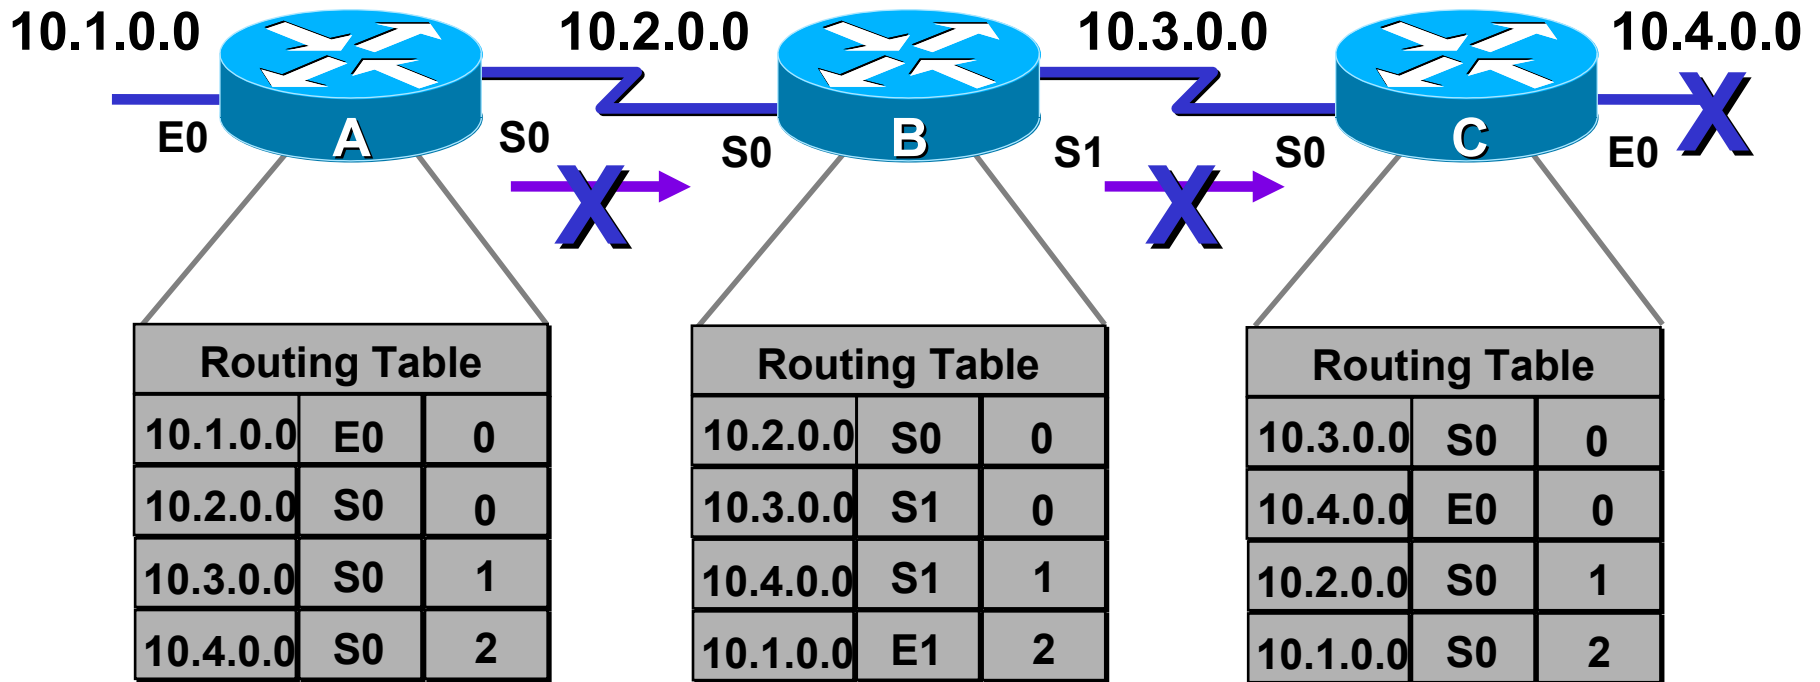 10.1.0.0 10.2.0.0 10.3.0.0 10.4.0.0
A B C
E0 S0 S0 S1 S0 E0 X
X X
Routing Table
10.1.0.0 E0 0
10.2.0.0 S0 0
10.3.0.0 S0 1
10.4.0.0 S0 2
Routing Table
10.2.0.0 S0 0
10.3.0.0 S1 0
10.4.0.0 S1 1
10.1.0.0 E1 2
Routing Table
10.3.0.0 S0 0
10.4.0.0 E0 0
10.2.0.0 S0 1
10.1.0.0 S0 2